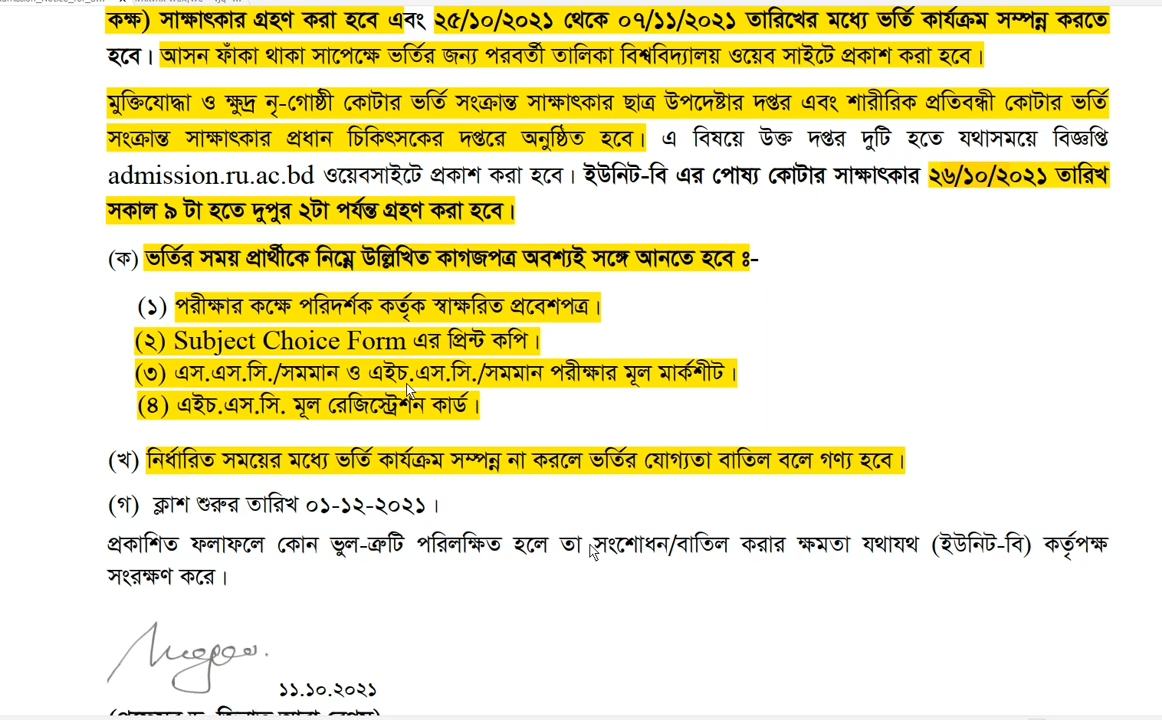 কক্ষ) সাক্ষাৎকার গ্রহণ করা হবে এবং ২৫/১০/২০২১ থেকে ০৭/১১/২০২১ তারিখের মধ্যে ভর্তি কার্যক্রম সম্পন্ন করতে
হবে। আসন ফাঁকা থাকা সাপেক্ষে ভর্তির জন্য পরবর্তী তালিকা বিশ্ববিদ্যালয় ওয়েব সাইটে প্রকাশ করা হবে।
মুক্তিযোদ্ধা ও ক্ষুদ্র নৃ-গোষ্ঠী কোটার ভর্তি সংক্রান্ত সাক্ষাৎকার ছাত্র উপদেষ্টার দপ্তর এবং শারীরিক প্রতিবন্ধী কোটার ভর্তি
সংক্রান্ত সাক্ষাৎকার প্রধান চিকিৎসকের দপ্তরে অনুষ্ঠিত হবে। এ বিষয়ে উক্ত দপ্তর দুটি হতে যথাসময়ে বিজ্ঞপ্তি
admission.ru.ac.bd ওয়েবসাইটে প্রকাশ করা হবে। ইউনিট-বি এর পোষ্য কোটার সাক্ষাৎকার ২৬/১০/২০২১ তারিখ
সকাল ৯ টা হতে দুপুর ২টা পর্যন্ত গ্রহণ করা হবে।
(ক) ভর্তির সময় প্রার্থীকে নিম্নে উল্লিখিত কাগজপত্র অবশ্যই সঙ্গে আনতে হবে ঃ-
(১) পরীক্ষার কক্ষে পরিদর্শক কর্তৃক স্বাক্ষরিত প্রবেশপত্র।
(২) Subject Choice Form এর প্রিন্ট কপি।
(৩) এস.এস.সি./সমমান ও এইচ.এস.সি./সমমান পরীক্ষার মূল মার্কশীট।
(৪) এইচ.এস.সি. মূল রেজিস্ট্রেশন কার্ড।
(খ) নির্ধারিত সময়ের মধ্যে ভর্তি কার্যক্রম সম্পন্ন না করলে ভর্তির যোগ্যতা বাতিল বলে গণ্য হবে।
(গ) ক্লাশ শুরুর তারিখ ০১-১২-২০২১।
প্রকাশিত ফলাফলে কোন ভুল-ত্রুটি পরিলক্ষিত হলে তা সংশোধন/বাতিল করার ক্ষমতা যথাযথ (ইউনিট-বি) কর্তৃপক্ষ
সংরক্ষণ করে।
১১.১০.২০২১